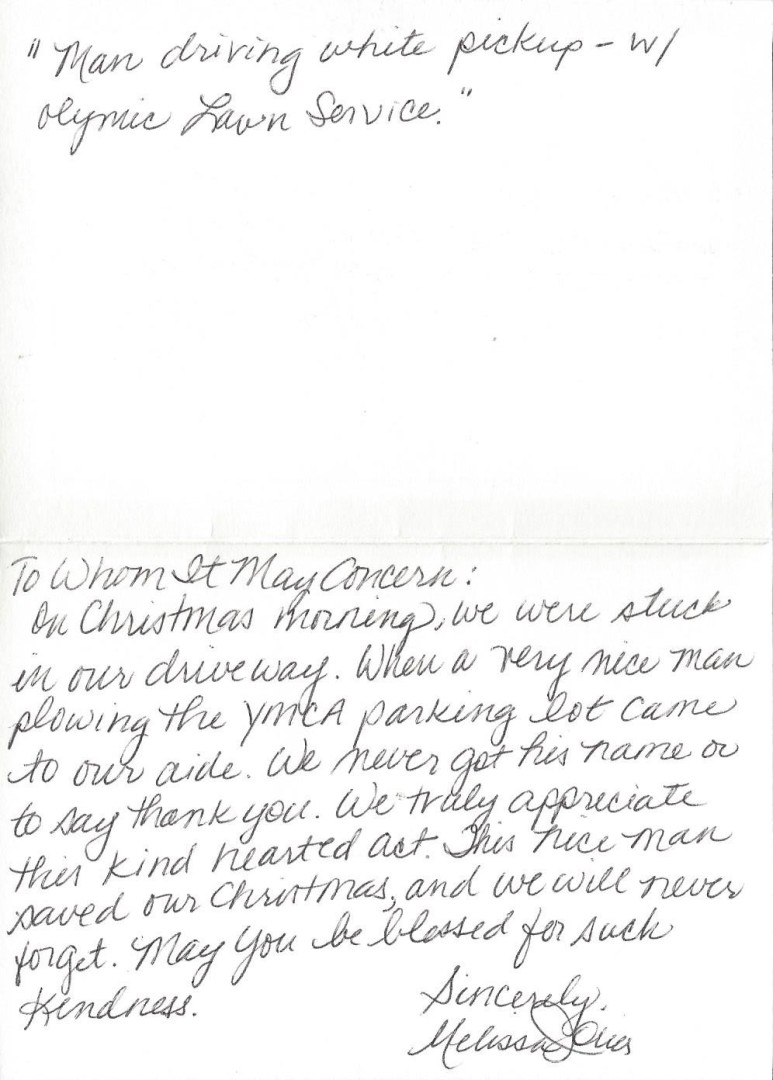 "Man driving white pickup - w/
olymic Lawn Service."
To Whom It May Concern:
On Christmas morning, we were stuck
in our driveway. When a very nice man
plowing the YMCA parking lot came
to our aide. We never got his name or
to say thank you. We truly appreciate
this kind hearted act. This nice man
saved our Christmas, and we will never
forget. May you be blessed for such
kindness.
Sincerely,
Melissa